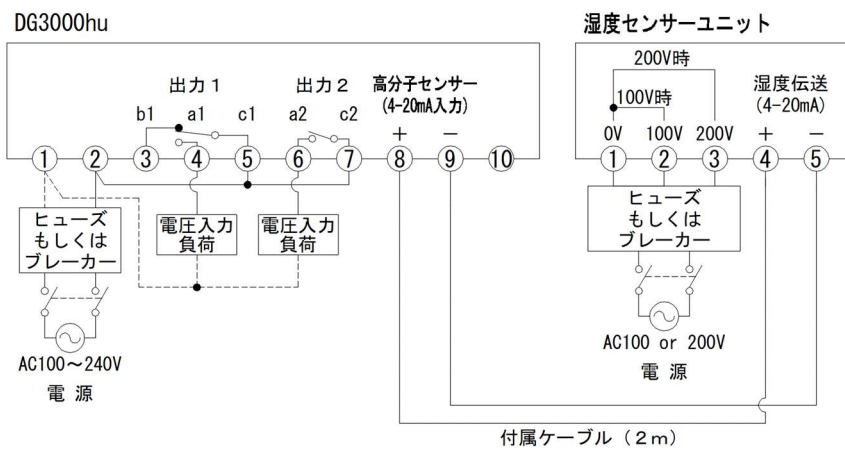 DG3000hu
湿度センサーユニット
出力1
出力2
高分子センサー
(4-20mA入力)
b1 a1 c1 a2 c2 + −
① ② ③ ④ ⑤ ⑥ ⑦ ⑧ ⑨ ⑩
200V時
100V時
湿度伝送
(4-20mA)
0V 100V 200V + −
① ② ③ ④ ⑤
ヒューズ
もしくは
ブレーカー
電圧入力
負荷
電圧入力
負荷
AC100～240V
電 源
ヒューズ
もしくは
ブレーカー
AC100 or 200V
電 源
付属ケーブル（2m）